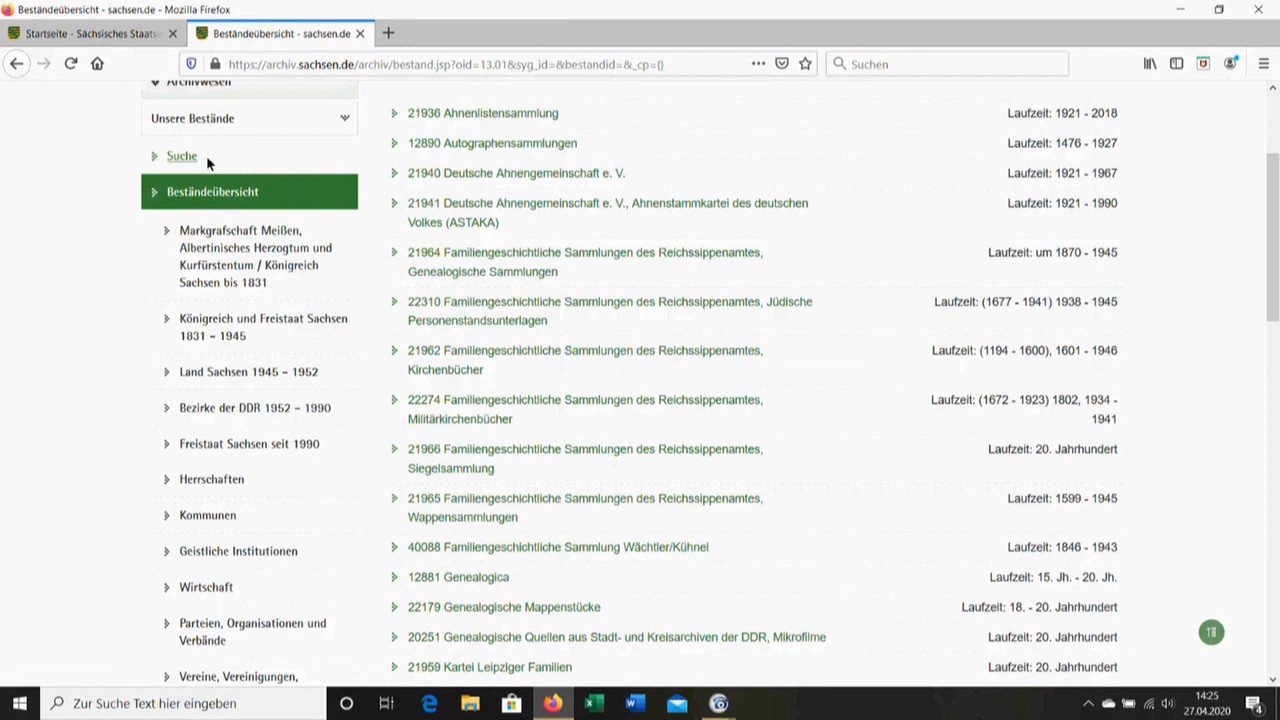 Beständeübersicht - sachsen.de - Mozilla Firefox
Startseite - Sächsisches Staats
Beständeübersicht - sachsen.de
https://archiv.sachsen.de/archiv/bestand.jsp?oid=13.01&syg_id=&bestandid=&_cp={}
Suchen
Archivwesen
Unsere Bestände
Suche
Beständeübersicht
Markgrafschaft Meißen,
Albertinisches Herzogtum und
Kurfürstentum / Königreich
Sachsen bis 1831
Königreich und Freistaat Sachsen
1831 – 1945
Land Sachsen 1945 – 1952
Bezirke der DDR 1952 – 1990
Freistaat Sachsen seit 1990
Herrschaften
Kommunen
Geistliche Institutionen
Wirtschaft
Parteien, Organisationen und
Verbände
Vereine, Vereinigungen,
21936 Ahnenlistensammlung Laufzeit: 1921 - 2018
12890 Autographensammlungen Laufzeit: 1476 - 1927
21940 Deutsche Ahnengemeinschaft e. V. Laufzeit: 1921 - 1967
21941 Deutsche Ahnengemeinschaft e. V., Ahnenstammkartei des deutschen Laufzeit: 1921 - 1990
Volkes (ASTAKA)
21964 Familiengeschichtliche Sammlungen des Reichssippenamtes, Laufzeit: um 1870 - 1945
Genealogische Sammlungen
22310 Familiengeschichtliche Sammlungen des Reichssippenamtes, Jüdische Laufzeit: (1677 - 1941) 1938 - 1945
Personenstandsunterlagen
21962 Familiengeschichtliche Sammlungen des Reichssippenamtes, Laufzeit: (1194 - 1600), 1601 - 1946
Kirchenbücher
22274 Familiengeschichtliche Sammlungen des Reichssippenamtes, Laufzeit: (1672 - 1923) 1802, 1934 -
Militärkirchenbücher 1941
21966 Familiengeschichtliche Sammlungen des Reichssippenamtes, Laufzeit: 20. Jahrhundert
Siegelsammlung
21965 Familiengeschichtliche Sammlungen des Reichssippenamtes, Laufzeit: 1599 - 1945
Wappensammlungen
40088 Familiengeschichtliche Sammlung Wächtler/Kühnel Laufzeit: 1846 - 1943
12881 Genealogica Laufzeit: 15. Jh. - 20. Jh.
22179 Genealogische Mappenstücke Laufzeit: 18. - 20. Jahrhundert
20251 Genealogische Quellen aus Stadt- und Kreisarchiven der DDR, Mikrofilme Laufzeit: 20. Jahrhundert
21959 Kartei Leipziger Familien Laufzeit: 20. Jahrhundert
Zur Suche Text hier eingeben
14:25
27.04.2020
4